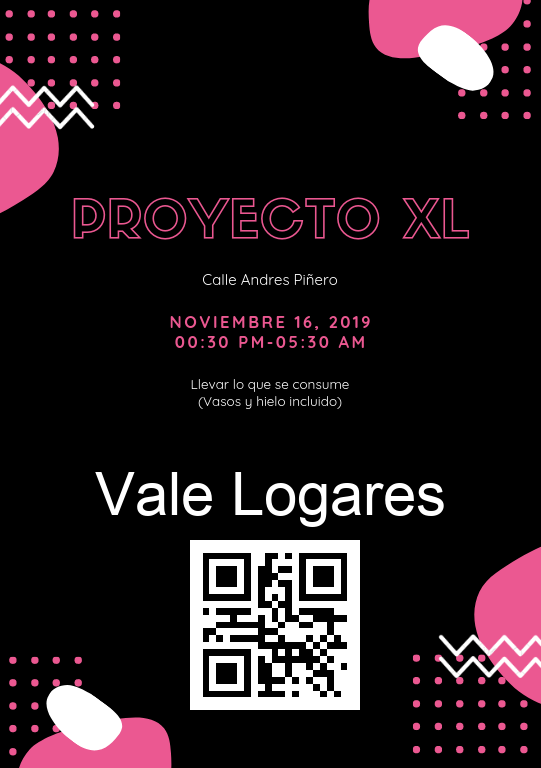 PROYECTO XL
Calle Andres Piñero
NOVIEMBRE 16, 2019
00:30 PM-05:30 AM
Llevar lo que se consume
(Vasos y hielo incluido)
Vale Logares